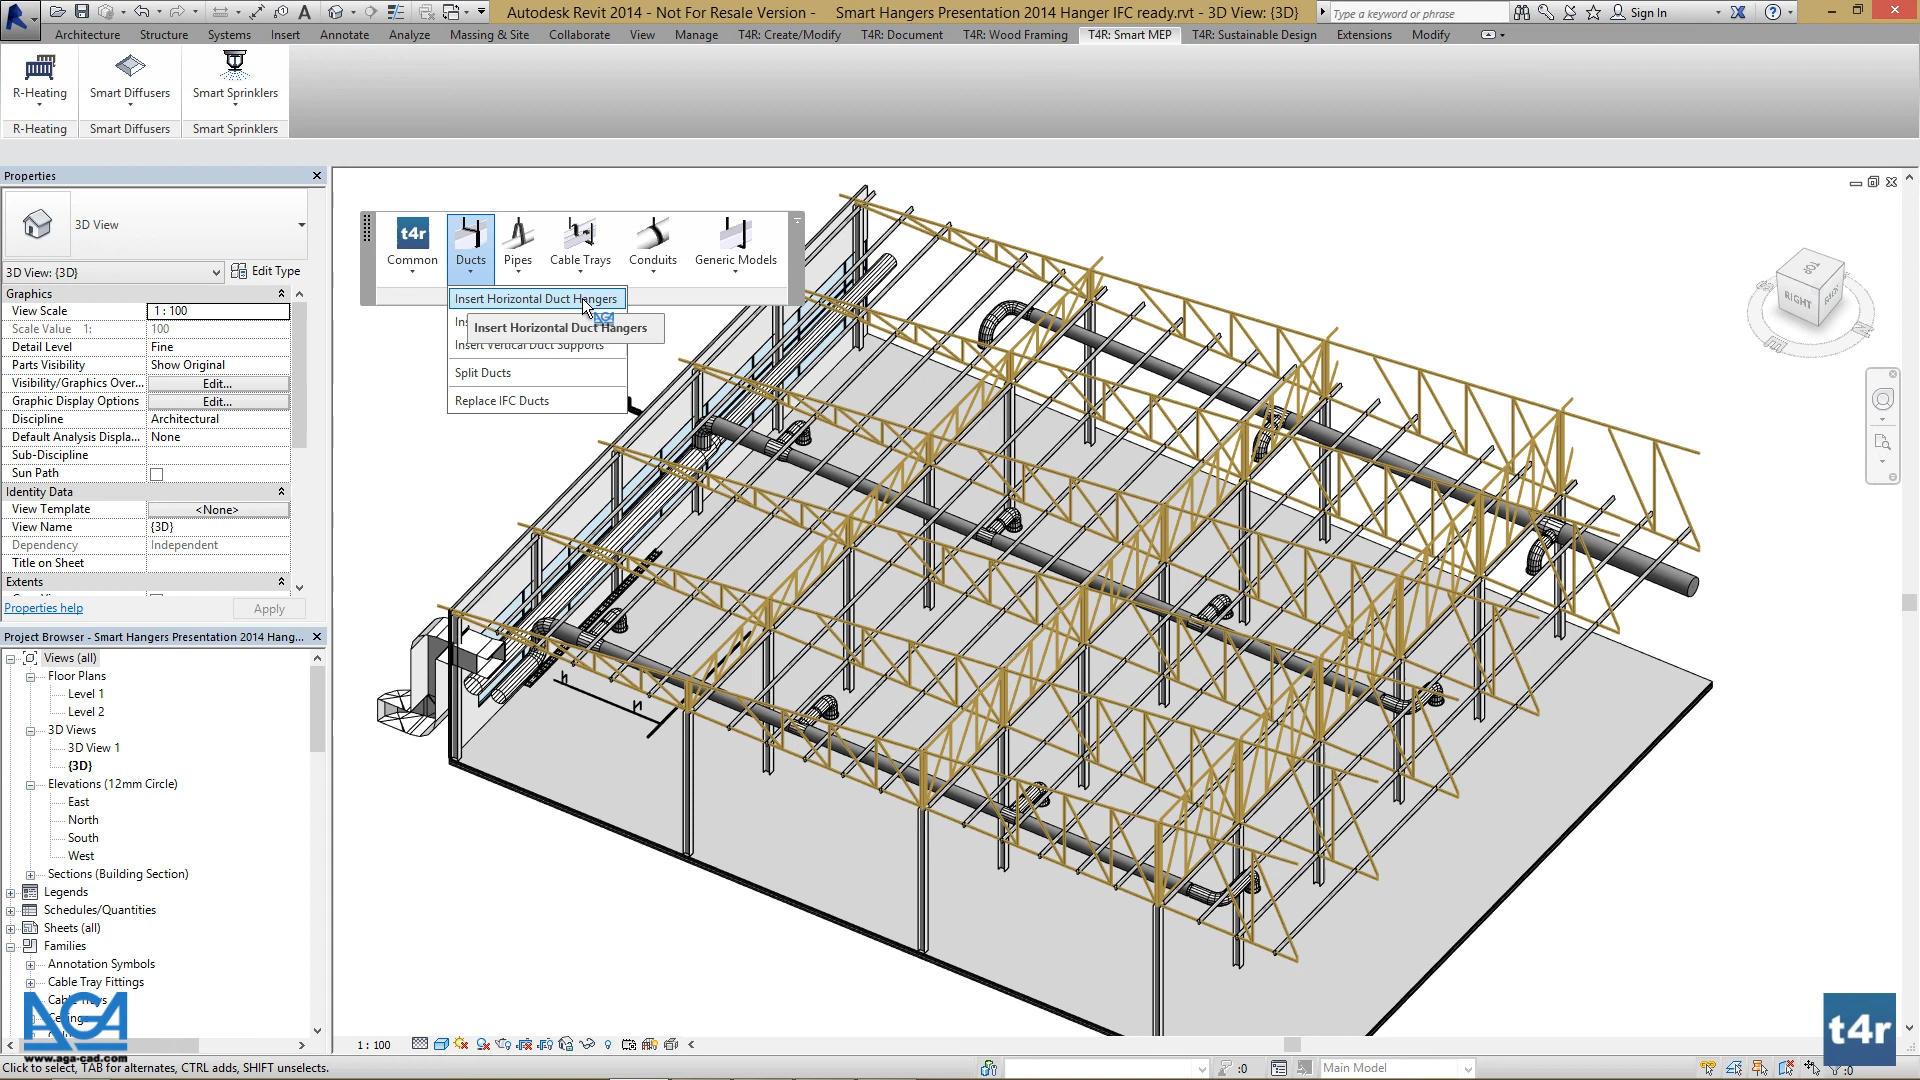 Autodesk Revit 2014 - Not For Resale Version - Smart Hangers Presentation 2014 Hanger IFC ready.rvt - 3D View: {3D}
Type a keyword or phrase
Sign In
Architecture Structure Systems Insert Annotate Analyze Massing & Site Collaborate View Manage T4R: Create/Modify T4R: Document T4R: Wood Framing T4R: Smart MEP T4R: Sustainable Design Extensions Modify
R-Heating Smart Diffusers Smart Sprinklers
R-Heating Smart Diffusers Smart Sprinklers
Properties
3D View
3D View: {3D} Edit Type
Graphics
View Scale 1 : 100
Scale Value 1: 100
Detail Level Fine
Parts Visibility Show Original
Visibility/Graphics Over... Edit...
Graphic Display Options Edit...
Discipline Architectural
Default Analysis Displa... None
Sub-Discipline
Sun Path
Identity Data
View Template <None>
View Name {3D}
Dependency Independent
Title on Sheet
Extents
Properties help Apply
Project Browser - Smart Hangers Presentation 2014 Hang...
Views (all)
Floor Plans
Level 1
Level 2
3D Views
3D View 1
{3D}
Elevations (12mm Circle)
East
North
South
West
Sections (Building Section)
Legends
Schedules/Quantities
Sheets (all)
Families
Annotation Symbols
Cable Tray Fittings
AGA
www.aga-cad.com
t4r
Common Ducts Pipes Cable Trays Conduits Generic Models
Insert Horizontal Duct Hangers
Insert Horizontal Duct Hangers
Insert Vertical Duct Supports
Split Ducts
Replace IFC Ducts
TOP
RIGHT
1 : 100
Click to select, TAB for alternates, CTRL adds, SHIFT unselects.
:0
Main Model
:0
t4r